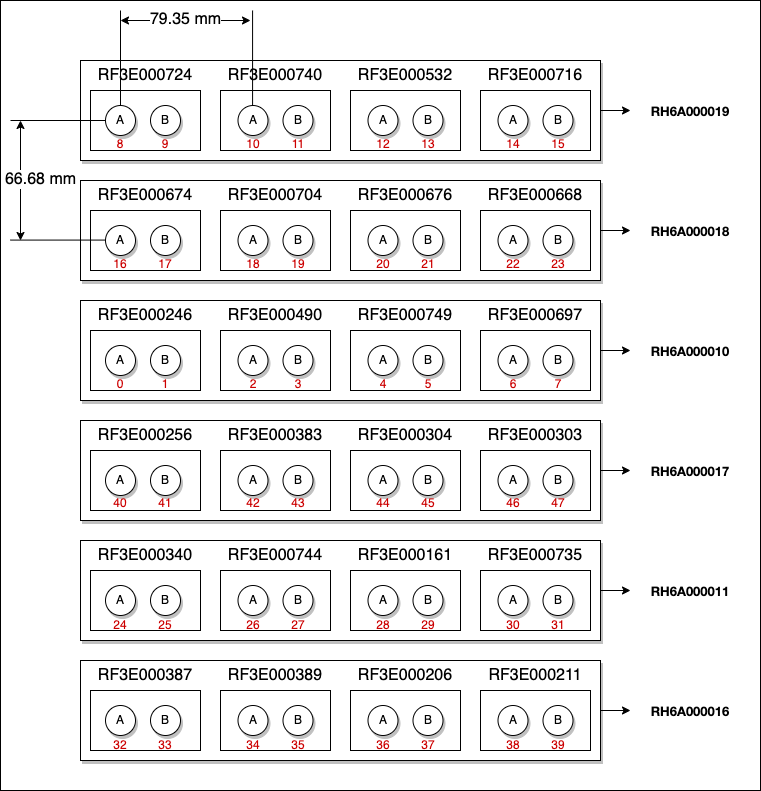 79.35 mm
RF3E000724 RF3E000740 RF3E000532 RF3E000716
A B A B A B A B RH6A000019
8 9 10 11 12 13 14 15
66.68 mm
RF3E000674 RF3E000704 RF3E000676 RF3E000668
A B A B A B A B RH6A000018
16 17 18 19 20 21 22 23
RF3E000246 RF3E000490 RF3E000749 RF3E000697
A B A B A B A B RH6A000010
0 1 2 3 4 5 6 7
RF3E000256 RF3E000383 RF3E000304 RF3E000303
A B A B A B A B RH6A000017
40 41 42 43 44 45 46 47
RF3E000340 RF3E000744 RF3E000161 RF3E000735
A B A B A B A B RH6A000011
24 25 26 27 28 29 30 31
RF3E000387 RF3E000389 RF3E000206 RF3E000211
A B A B A B A B RH6A000016
32 33 34 35 36 37 38 39